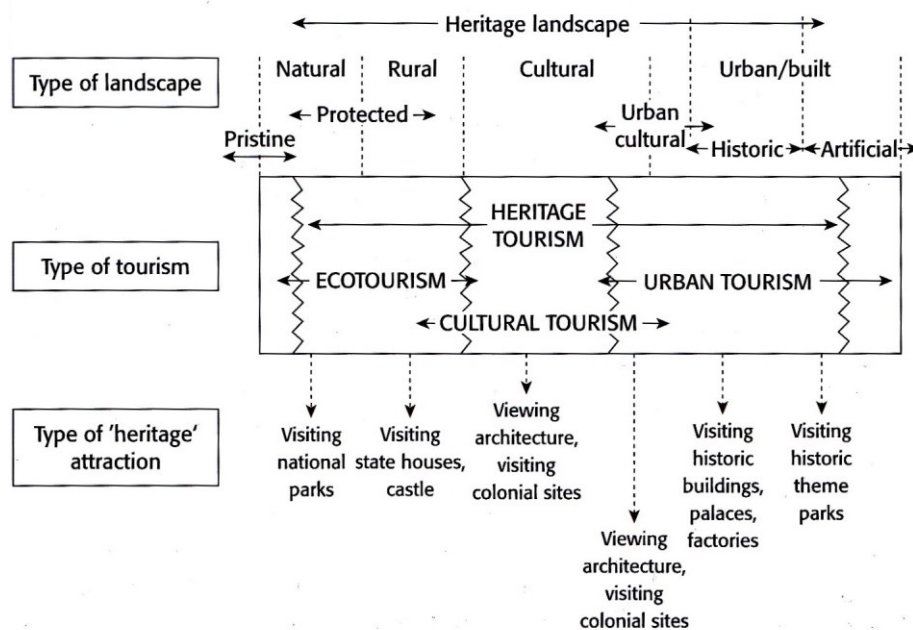 Heritage landscape
Type of landscape
Natural
Rural
Cultural
Urban/built
Protected
Urban
cultural
Pristine
Historic
Artificial
Type of tourism
HERITAGE
TOURISM
ECOTOURISM
URBAN TOURISM
CULTURAL TOURISM
Type of 'heritage'
attraction
Visiting
national
parks
Visiting
state houses,
castle
Viewing
architecture,
visiting
colonial sites
Viewing
architecture,
visiting
colonial sites
Visiting
historic
buildings,
palaces,
factories
Visiting
historic
theme
parks